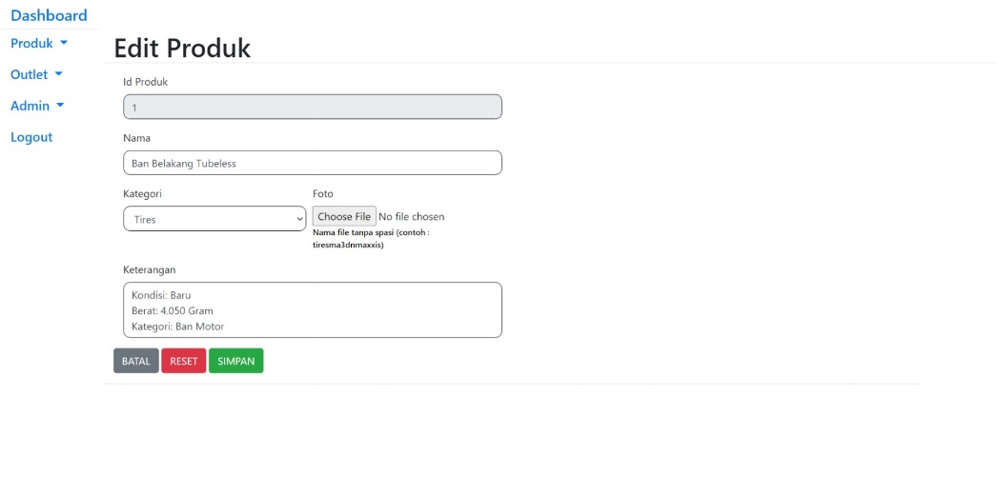 Dashboard
Produk
Outlet
Admin
Logout
Edit Produk
Id Produk
1
Nama
Ban Belakang Tubeless
Kategori
Tires
Foto
Choose File No file chosen
Nama file tanpa spasi (contoh :
tiresma3dnmaxxis)
Keterangan
Kondisi: Baru
Berat: 4.050 Gram
Kategori: Ban Motor
BATAL RESET SIMPAN